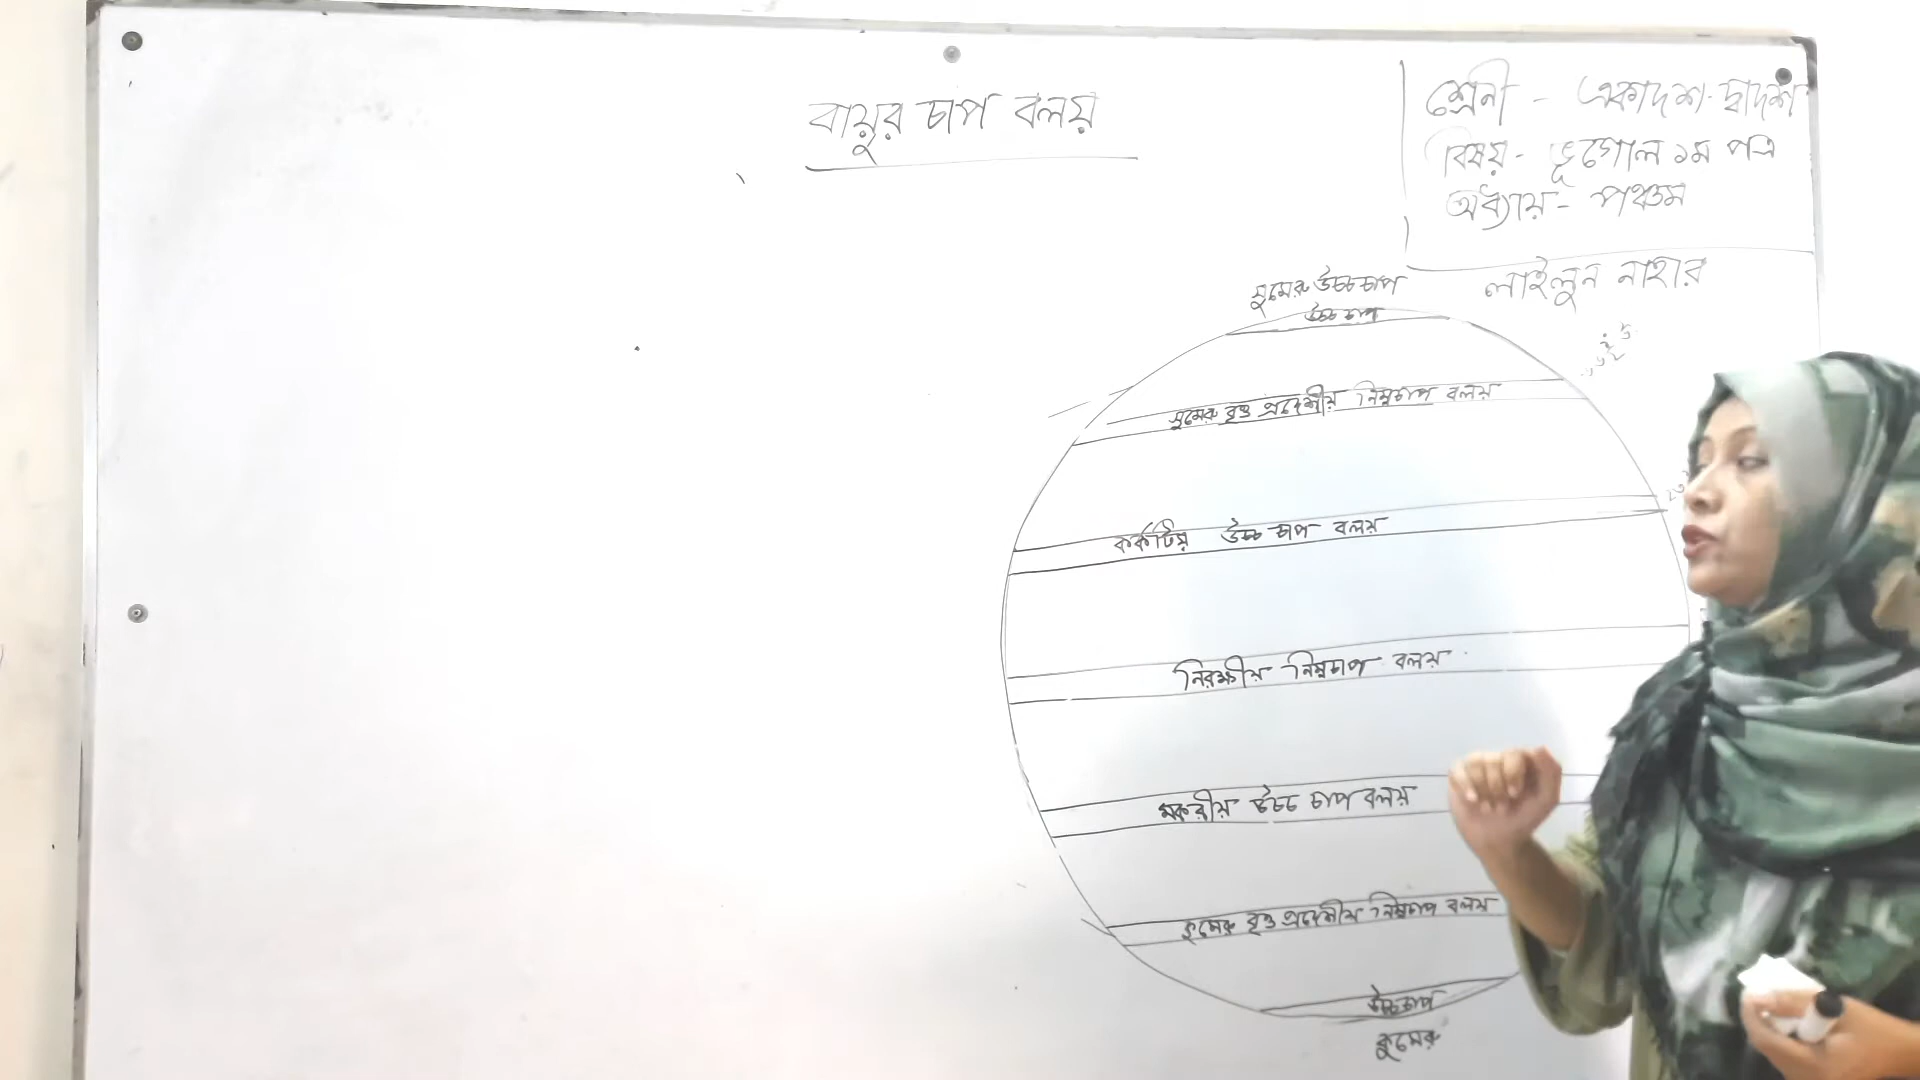 বায়ুর চাপ বলয়
শ্রেনী - একাদশ-দ্বাদশ
বিষয় - ভূগোল ১ম পত্র
অধ্যায় - পঞ্চম
লাইলুন নাহার
সুমেরু উচ্চচাপ
উচ্চ চাপ
সুমেরু বৃত্ত প্রদেশীয় নিম্নচাপ বলয়
কর্কটিয় উচ্চ চাপ বলয়
নিরক্ষীয় নিম্নচাপ বলয়
মকরীয় উচ্চ চাপ বলয়
কুমেরু বৃত্ত প্রদেশীয় নিম্নচাপ বলয়
উচ্চচাপ
কুমেরু